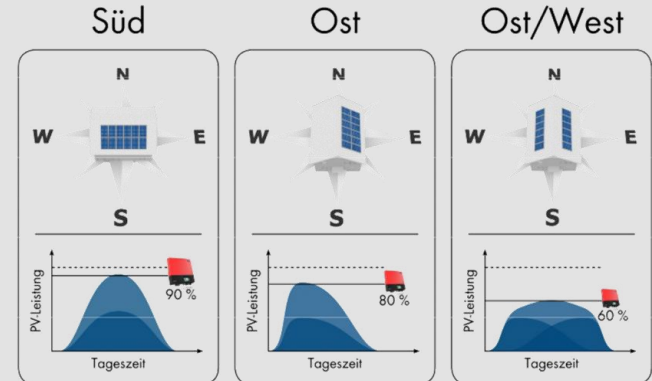 Süd
N
W E
S
PV-Leistung
90 %
Tageszeit
Ost
N
W E
S
PV-Leistung
80 %
Tageszeit
Ost/West
N
W E
S
PV-Leistung
60 %
Tageszeit